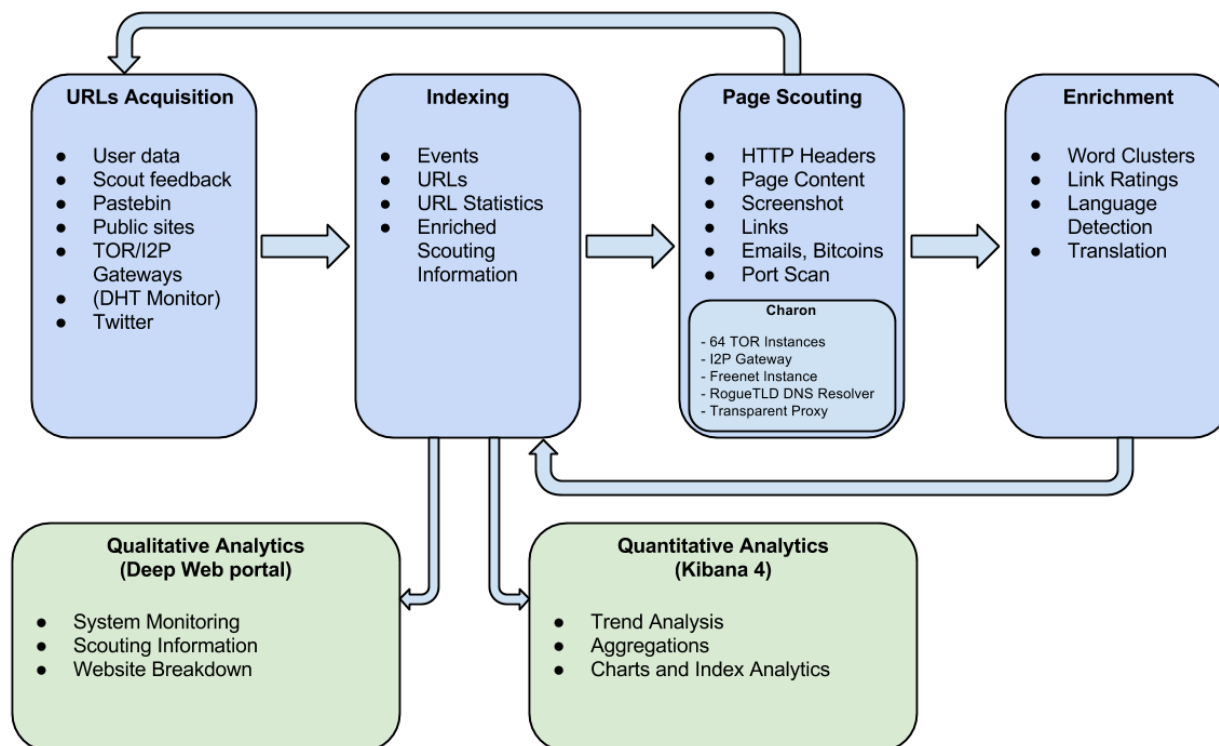 URLs Acquisition
● User data
● Scout feedback
● Pastebin
● Public sites
● TOR/I2P
Gateways
● (DHT Monitor)
● Twitter
Indexing
● Events
● URLs
● URL Statistics
● Enriched
Scouting
Information
Page Scouting
● HTTP Headers
● Page Content
● Screenshot
● Links
● Emails, Bitcoins
● Port Scan
Charon
- 64 TOR Instances
- I2P Gateway
- Freenet Instance
- RogueTLD DNS Resolver
- Transparent Proxy
Enrichment
● Word Clusters
● Link Ratings
● Language
Detection
● Translation
Qualitative Analytics
(Deep Web portal)
● System Monitoring
● Scouting Information
● Website Breakdown
Quantitative Analytics
(Kibana 4)
● Trend Analysis
● Aggregations
● Charts and Index Analytics